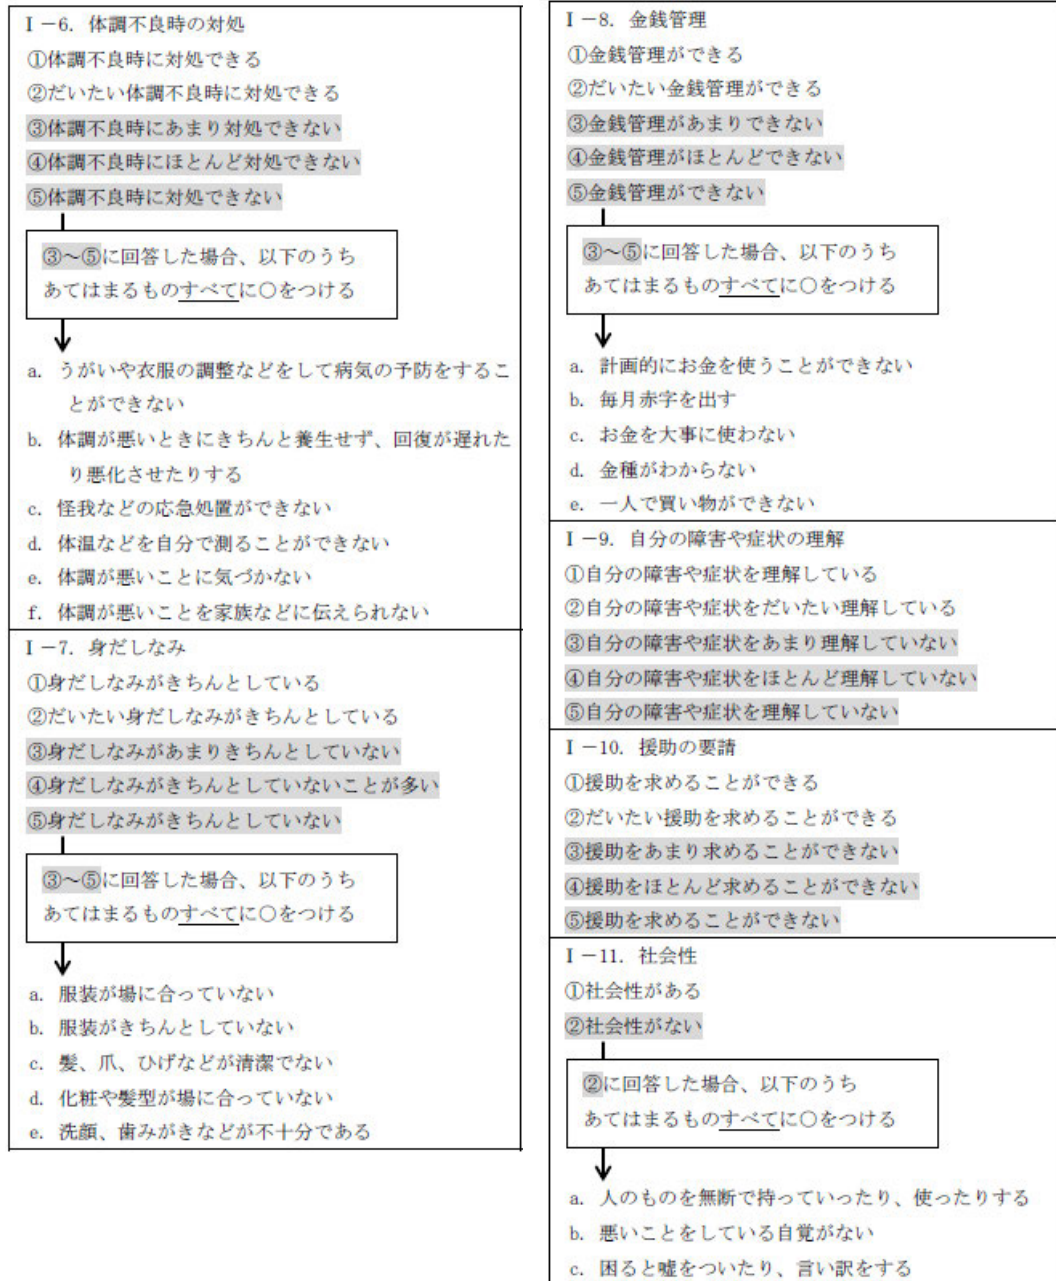 Ⅰ－6. 体調不良時の対処
①体調不良時に対処できる
②だいたい体調不良時に対処できる
③体調不良時にあまり対処できない
④体調不良時にほとんど対処できない
⑤体調不良時に対処できない
③～⑤に回答した場合、以下のうち
あてはまるものすべてに○をつける
a. うがいや衣服の調整などをして病気の予防をするこ
とができない
b. 体調が悪いときにきちんと養生せず、回復が遅れた
り悪化させたりする
c. 怪我などの応急処置ができない
d. 体温などを自分で測ることができない
e. 体調が悪いことに気づかない
f. 体調が悪いことを家族などに伝えられない
Ⅰ－7. 身だしなみ
①身だしなみがきちんとしている
②だいたい身だしなみがきちんとしている
③身だしなみがあまりきちんとしていない
④身だしなみがきちんとしていないことが多い
⑤身だしなみがきちんとしていない
③～⑤に回答した場合、以下のうち
あてはまるものすべてに○をつける
a. 服装が場に合っていない
b. 服装がきちんとしていない
c. 髪、爪、ひげなどが清潔でない
d. 化粧や髪型が場に合っていない
e. 洗顔、歯みがきなどが不十分である
Ⅰ－8. 金銭管理
①金銭管理ができる
②だいたい金銭管理ができる
③金銭管理があまりできない
④金銭管理がほとんどできない
⑤金銭管理ができない
③～⑤に回答した場合、以下のうち
あてはまるものすべてに○をつける
a. 計画的にお金を使うことができない
b. 毎月赤字を出す
c. お金を大事に使わない
d. 金種がわからない
e. 一人で買い物ができない
Ⅰ－9. 自分の障害や症状の理解
①自分の障害や症状を理解している
②自分の障害や症状をだいたい理解している
③自分の障害や症状をあまり理解していない
④自分の障害や症状をほとんど理解していない
⑤自分の障害や症状を理解していない
Ⅰ－10. 援助の要請
①援助を求めることができる
②だいたい援助を求めることができる
③援助をあまり求めることができない
④援助をほとんど求めることができない
⑤援助を求めることができない
Ⅰ－11. 社会性
①社会性がある
②社会性がない
②に回答した場合、以下のうち
あてはまるものすべてに○をつける
a. 人のものを無断で持っていったり、使ったりする
b. 悪いことをしている自覚がない
c. 困ると嘘をついたり、言い訳をする